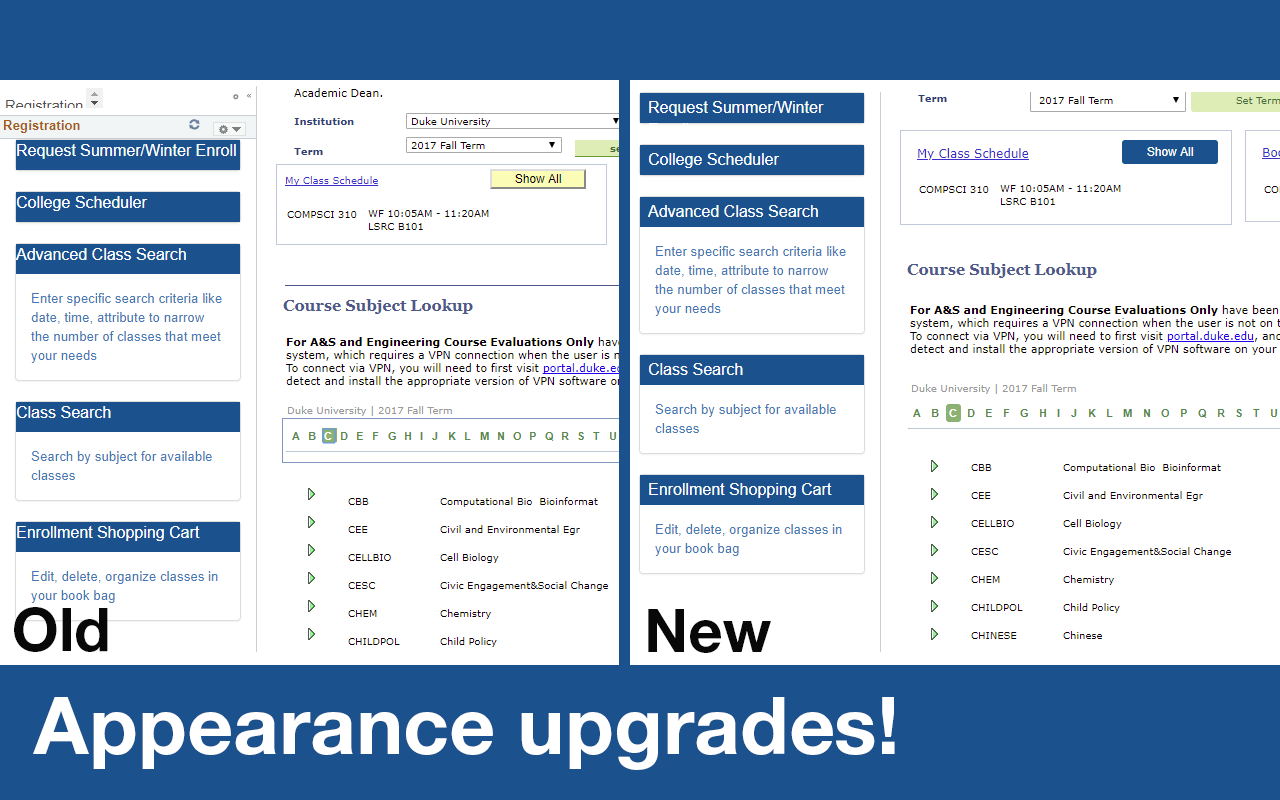 Registration
Registration
Request Summer/Winter Enroll
College Scheduler
Advanced Class Search
Enter specific search criteria like
date, time, attribute to narrow
the number of classes that meet
your needs
Class Search
Search by subject for available
classes
Enrollment Shopping Cart
Edit, delete, organize classes in
your book bag
Old
Academic Dean.
Institution Duke University
Term 2017 Fall Term se
My Class Schedule Show All
COMPSCI 310 WF 10:05AM - 11:20AM
LSRC B101
Course Subject Lookup
For A&S and Engineering Course Evaluations Only hav
system, which requires a VPN connection when the user is n
To connect via VPN, you will need to first visit portal.duke.ed
detect and install the appropriate version of VPN software o
Duke University | 2017 Fall Term
A B C D E F G H I J K L M N O P Q R S T U
CBB Computational Bio Bioinformat
CEE Civil and Environmental Egr
CELLBIO Cell Biology
CESC Civic Engagement&Social Change
CHEM Chemistry
CHILDPOL Child Policy
Request Summer/Winter
College Scheduler
Advanced Class Search
Enter specific search criteria like
date, time, attribute to narrow
the number of classes that meet
your needs
Class Search
Search by subject for available
classes
Enrollment Shopping Cart
Edit, delete, organize classes in
your book bag
New
Term 2017 Fall Term Set Term
My Class Schedule Show All Boo
COMPSCI 310 WF 10:05AM - 11:20AM CO
LSRC B101
Course Subject Lookup
For A&S and Engineering Course Evaluations Only have been
system, which requires a VPN connection when the user is not on t
To connect via VPN, you will need to first visit portal.duke.edu, and
detect and install the appropriate version of VPN software on your
Duke University | 2017 Fall Term
A B C D E F G H I J K L M N O P Q R S T U
CBB Computational Bio Bioinformat
CEE Civil and Environmental Egr
CELLBIO Cell Biology
CESC Civic Engagement&Social Change
CHEM Chemistry
CHILDPOL Child Policy
CHINESE Chinese
Appearance upgrades!